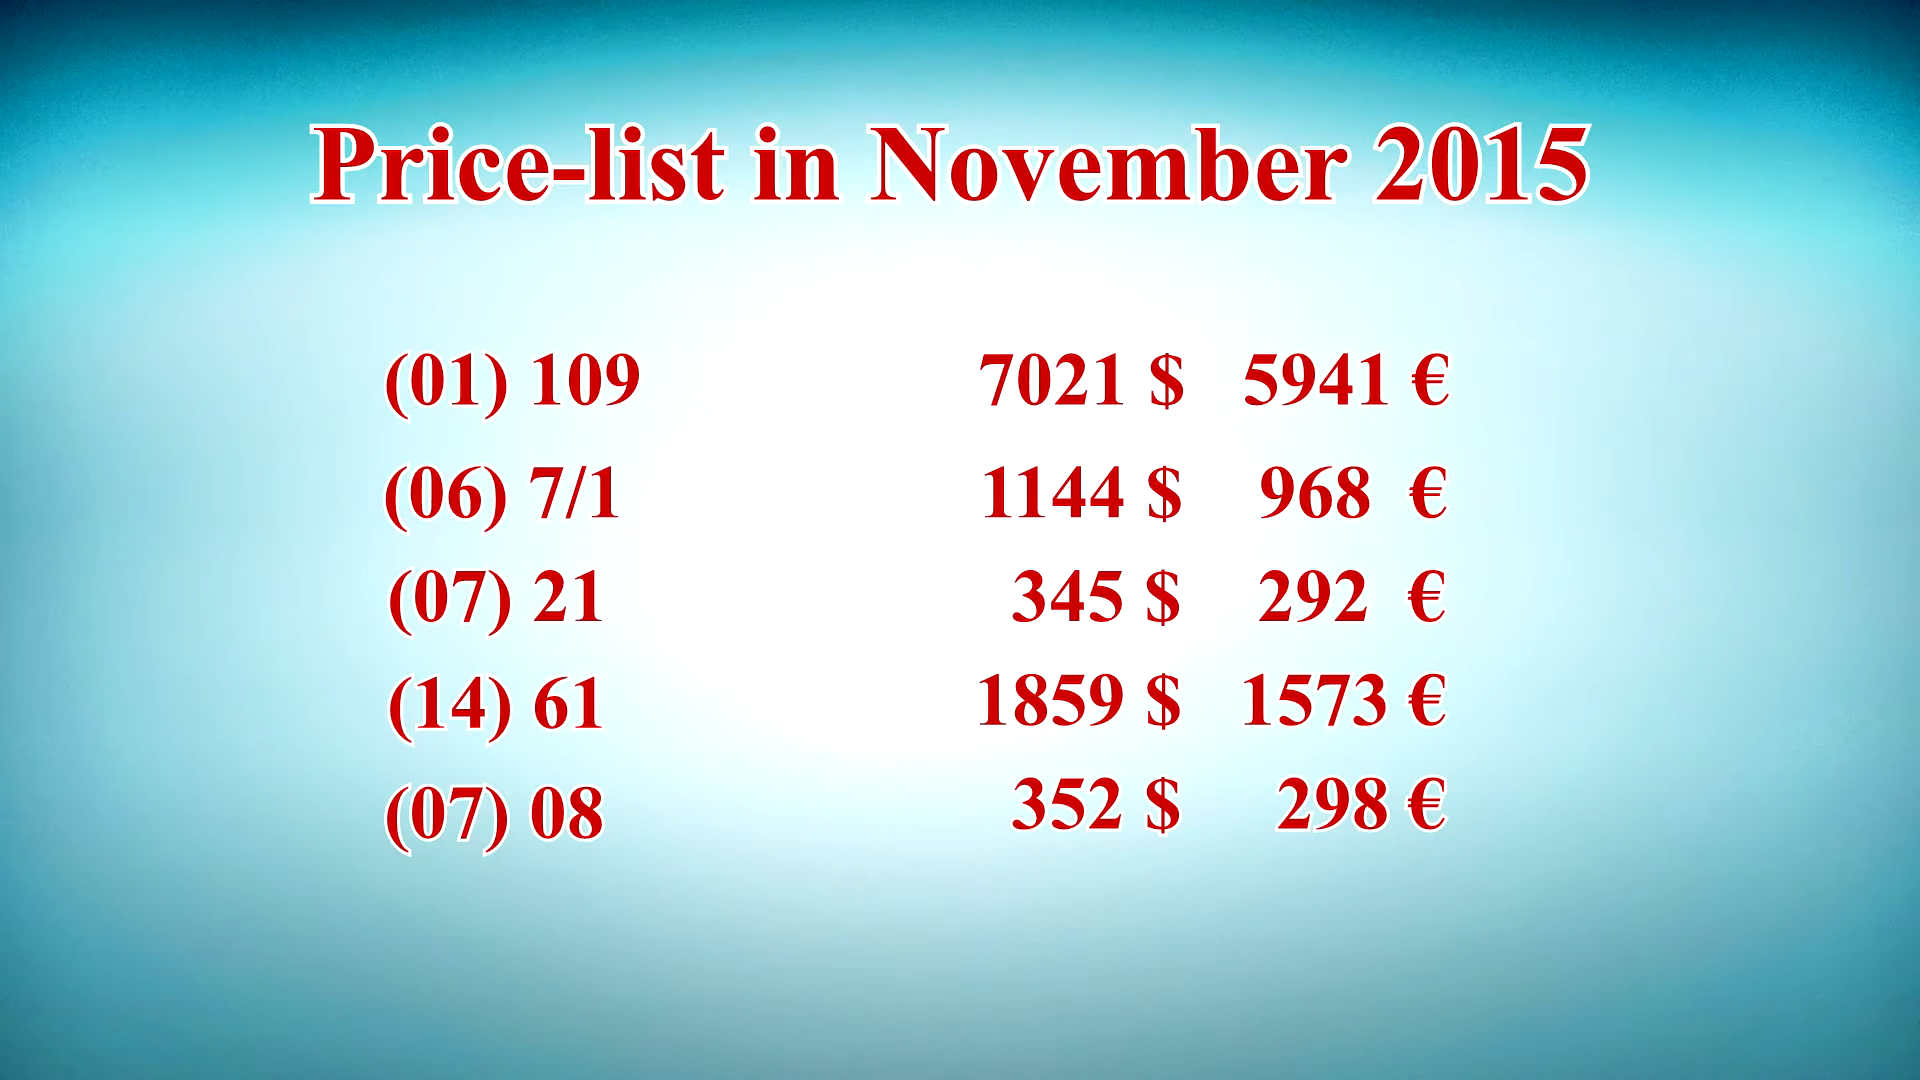 Price-list in November 2015
(01) 109 7021 $ 5941 €
(06) 7/1 1144 $ 968 €
(07) 21 345 $ 292 €
(14) 61 1859 $ 1573 €
(07) 08 352 $ 298 €